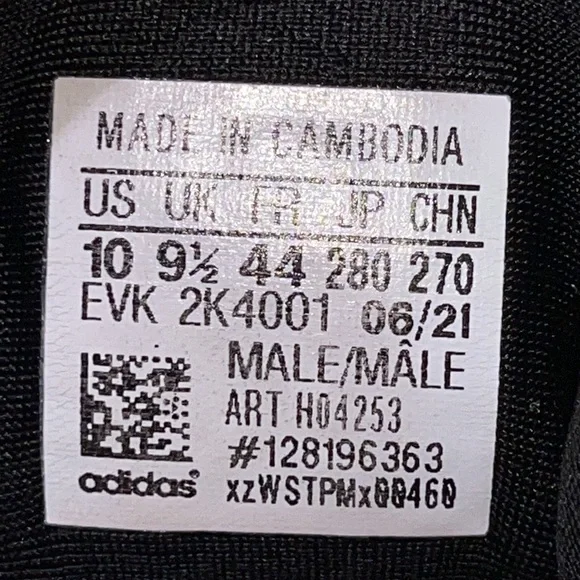 MADE IN CAMBODIA
US UK FR JP CHN
10 9½ 44 280 270
EVK 2K4001 06/21
MALE/MÂLE
ART H04253
#128196363
adidas® xzWSTPMx00460